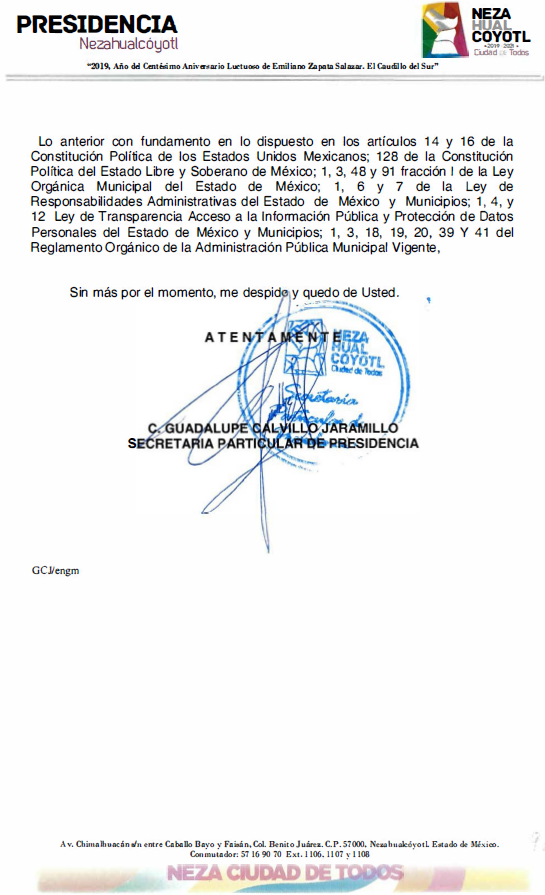 PRESIDENCIA
Nezahualcóyotl
NEZA
HUAL
COYOTL
•2019 2021•
Ciudad de Todos
"2019, Año del Centésimo Aniversario Luctuoso de Emiliano Zapata Salazar. El Caudillo del Sur"
Lo anterior con fundamento en lo dispuesto en los artículos 14 y 16 de la
Constitución Política de los Estados Unidos Mexicanos; 128 de la Constitución
Política del Estado Libre y Soberano de México; 1, 3, 48 y 91 fracción I de la Ley
Orgánica Municipal del Estado de México; 1, 6 y 7 de la Ley de
Responsabilidades Administrativas del Estado de México y Municipios; 1, 4, y
12 Ley de Transparencia Acceso a la Información Pública y Protección de Datos
Personales del Estado de México y Municipios; 1, 3, 18, 19, 20, 39 Y 41 del
Reglamento Orgánico de la Administración Pública Municipal Vigente,
Sin más por el momento, me despido y quedo de Usted.
A T E N T A M E N T E
NEZA
HUAL
COYOTL
Ciudad de Todos
Secretaría
Particular de
C. GUADALUPE CALVILLO JARAMILLO
SECRETARIA PARTICULAR DE PRESIDENCIA
GCJ/engm
Av. Chimalhuacán s/n entre Caballo Bayo y Faisán, Col. Benito Juárez. C.P. 57000, Nezahualcóyotl, Estado de México.
Conmutador: 57 16 90 70 Ext. 1106, 1107 y 1108
NEZA CIUDAD DE TODOS